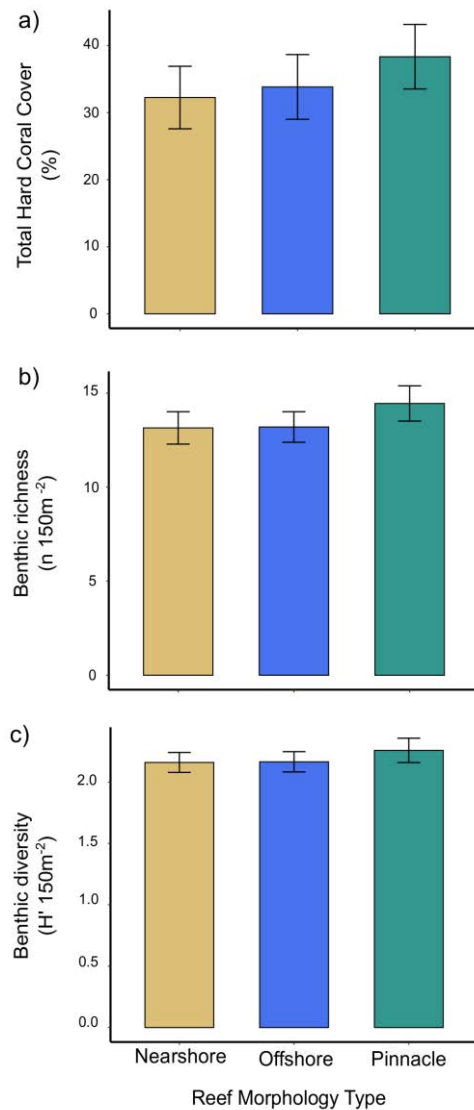 a)
Total Hard Coral Cover
(%)
40
30
20
10
0
b)
Benthic richness
(n 150m⁻²)
15
10
5
0
c)
Benthic diversity
(H' 150m⁻²)
2.0
1.5
1.0
0.5
0.0
Nearshore Offshore Pinnacle
Reef Morphology Type